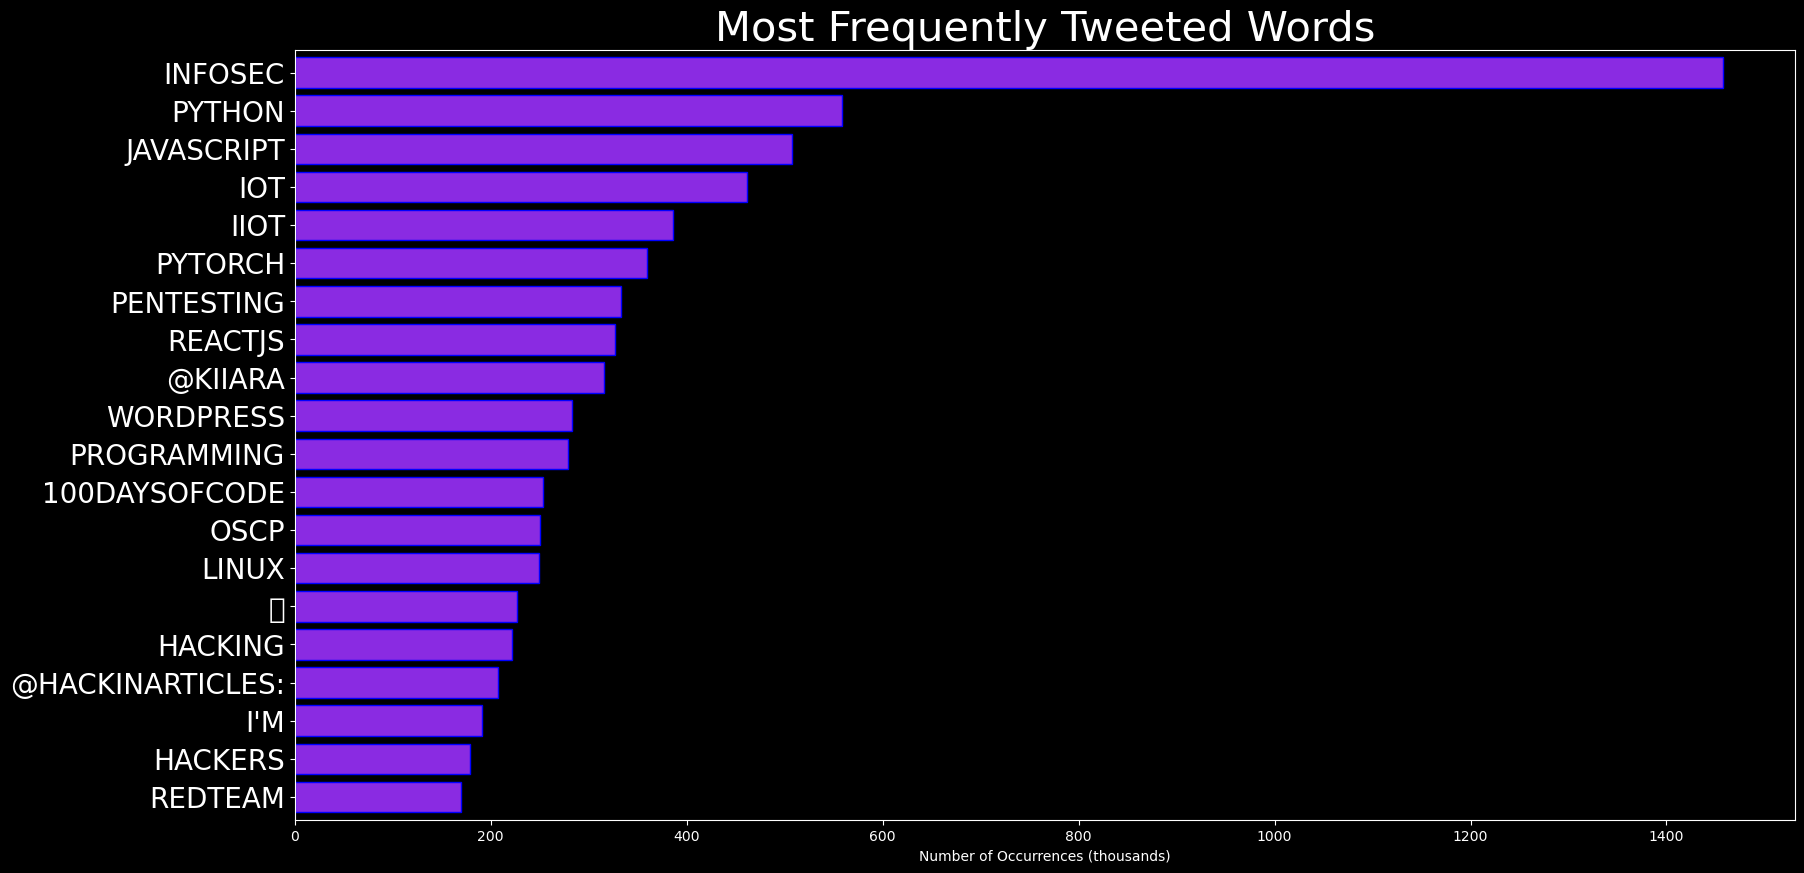 Most Frequently Tweeted Words
INFOSEC
PYTHON
JAVASCRIPT
IOT
IIOT
PYTORCH
PENTESTING
REACTJS
@KIIARA
WORDPRESS
PROGRAMMING
100DAYSOFCODE
OSCP
LINUX
HACKING
@HACKINARTICLES:
I'M
HACKERS
REDTEAM
0 200 400 600 800 1000 1200 1400
Number of Occurrences (thousands)